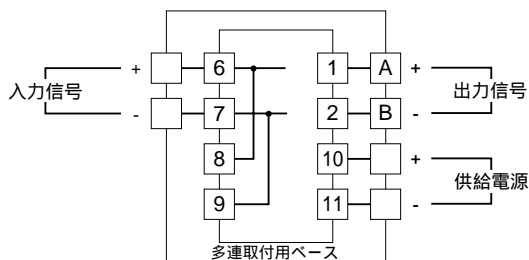 + 6 1 A +
入力信号 出力信号
- 7 2 B -
8 10 +
供給電源
9 11 -
多連取付用ベース